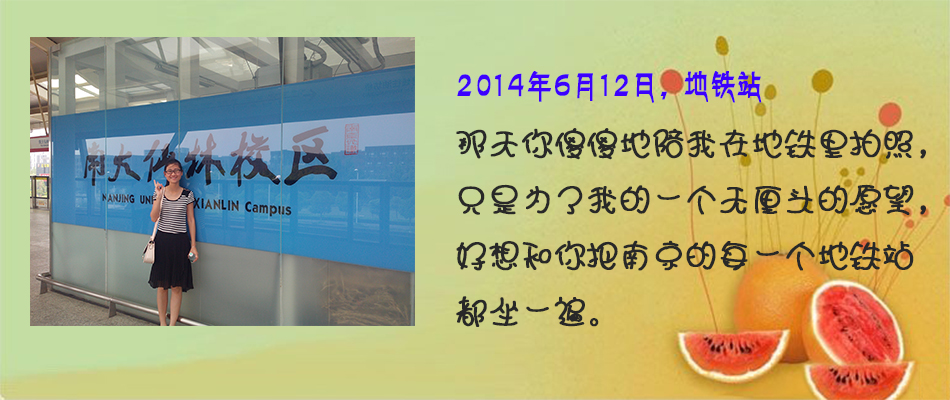 南大仙林校区
NANJING UNI XIANLIN Campus
2014年6月12日，地铁站
那天你傻傻地陪我在地铁里拍照，
只是为了我的一个无厘头的愿望，
好想和你把南京的每一个地铁站
都坐一遍。